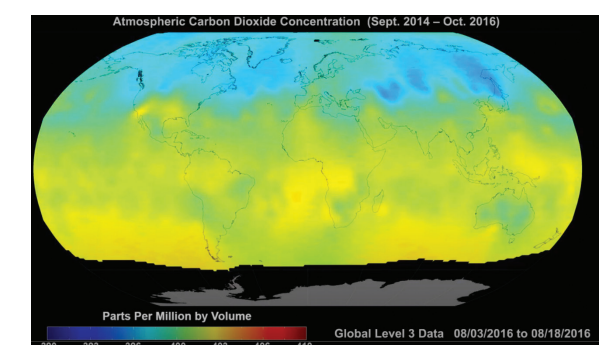 Atmospheric Carbon Dioxide Concentration (Sept. 2014 – Oct. 2016)
Parts Per Million by Volume
Global Level 3 Data 08/03/2016 to 08/18/2016